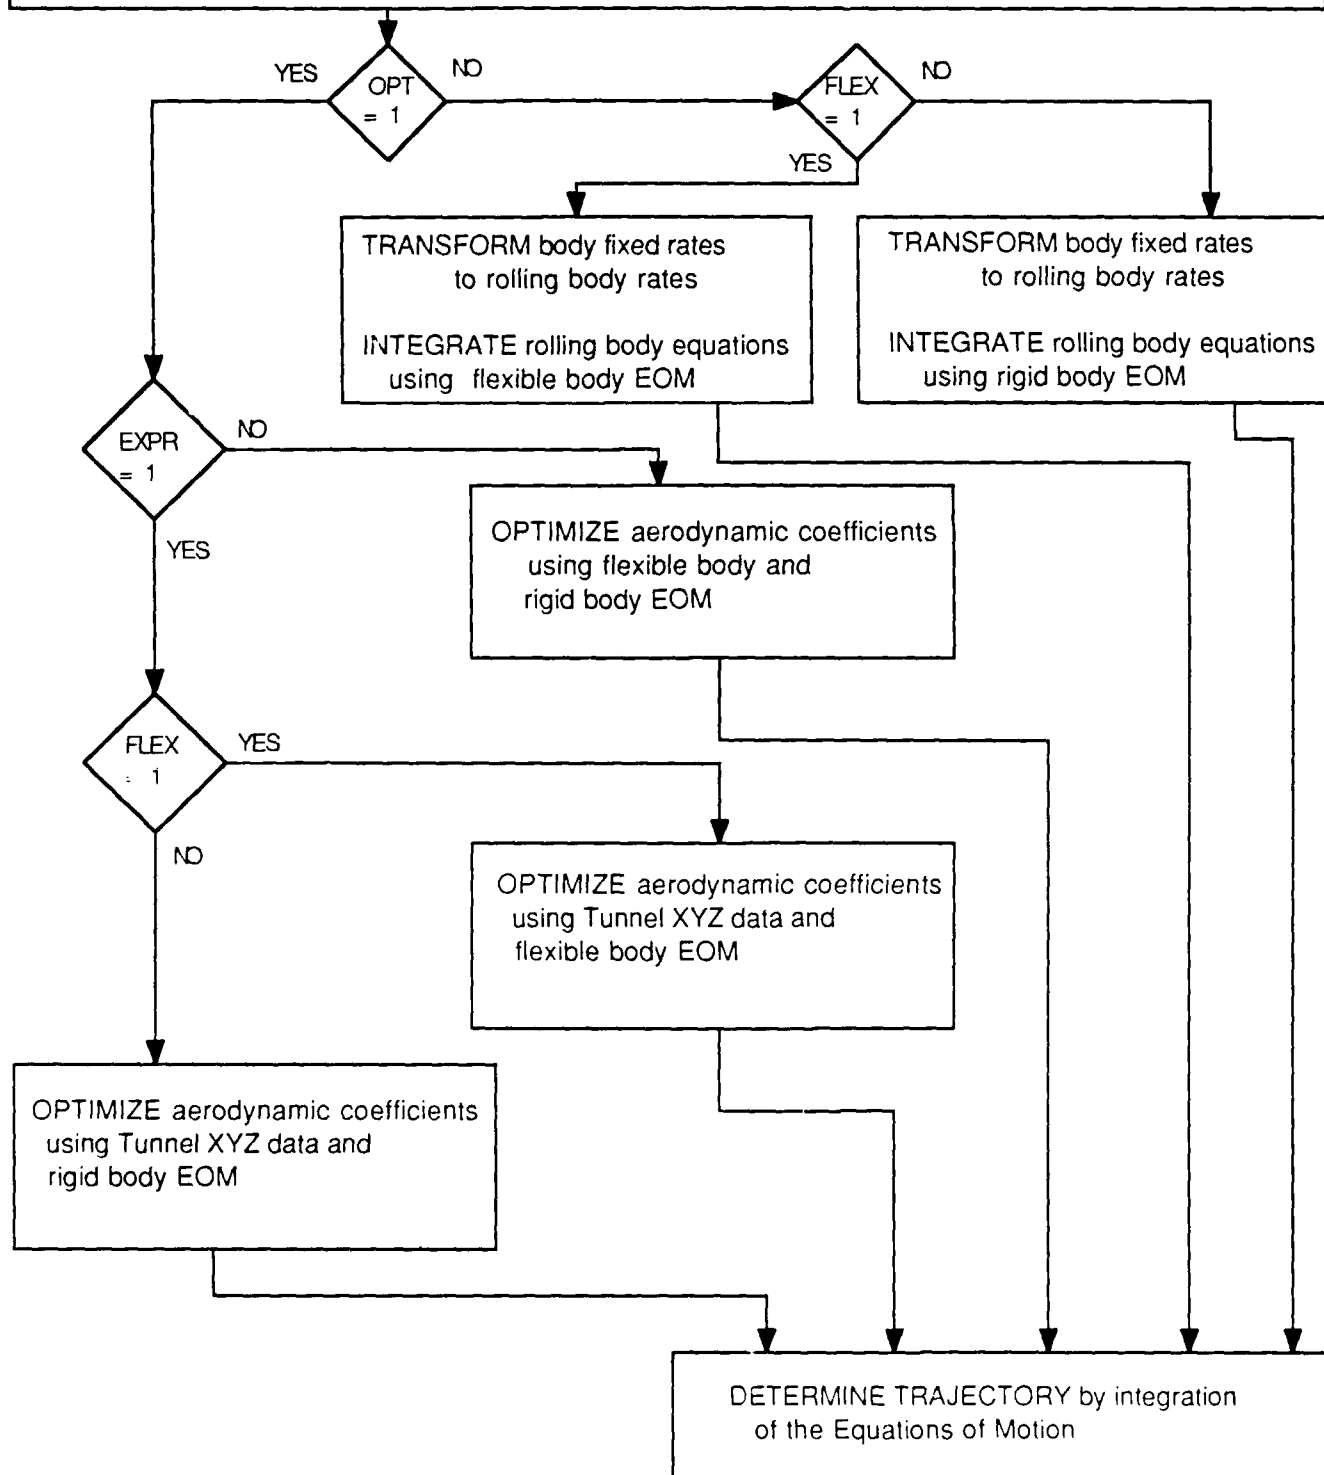 YES
OPT
= 1
NO
FLEX
= 1
NO
YES
TRANSFORM body fixed rates
to rolling body rates
INTEGRATE rolling body equations
using flexible body EOM
TRANSFORM body fixed rates
to rolling body rates
INTEGRATE rolling body equations
using rigid body EOM
EXPR
= 1
NO
YES
OPTIMIZE aerodynamic coefficients
using flexible body and
rigid body EOM
FLEX
= 1
YES
NO
OPTIMIZE aerodynamic coefficients
using Tunnel XYZ data and
flexible body EOM
OPTIMIZE aerodynamic coefficients
using Tunnel XYZ data and
rigid body EOM
DETERMINE TRAJECTORY by integration
of the Equations of Motion